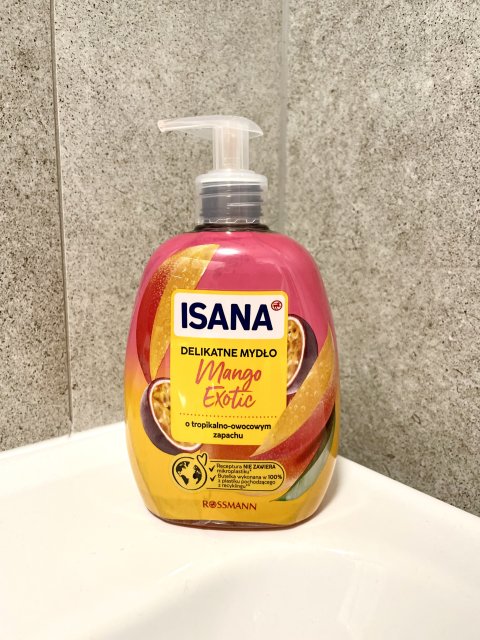 ISANA
DELIKATNE MYDŁO
Mango
Exotic
o tropikalno-owocowym
zapachu
Receptura NIE ZAWIERA
mikroplastiku*
Butelka wykonana w 100%
z plastiku pochodzącego
z recyklingu**
ROSSMANN